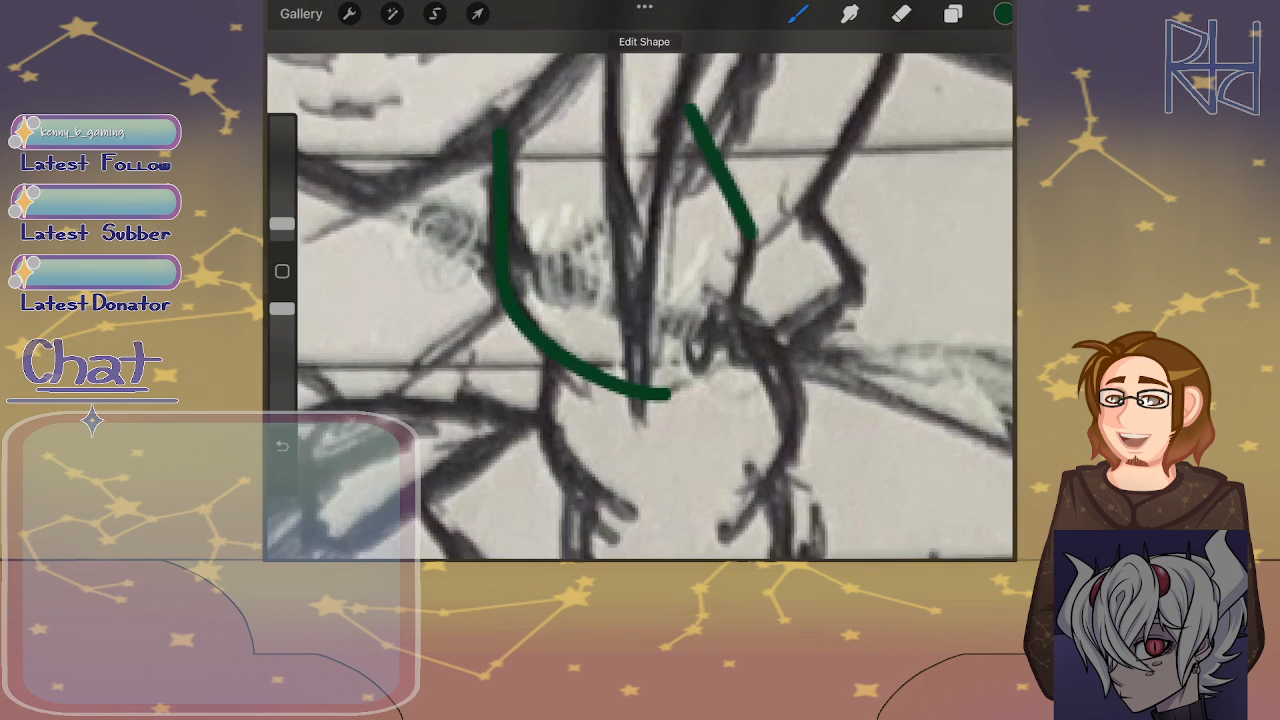 Gallery
Edit Shape
kenny_b_gaming
Latest Follow
Latest Subber
Latest Donator
Chat